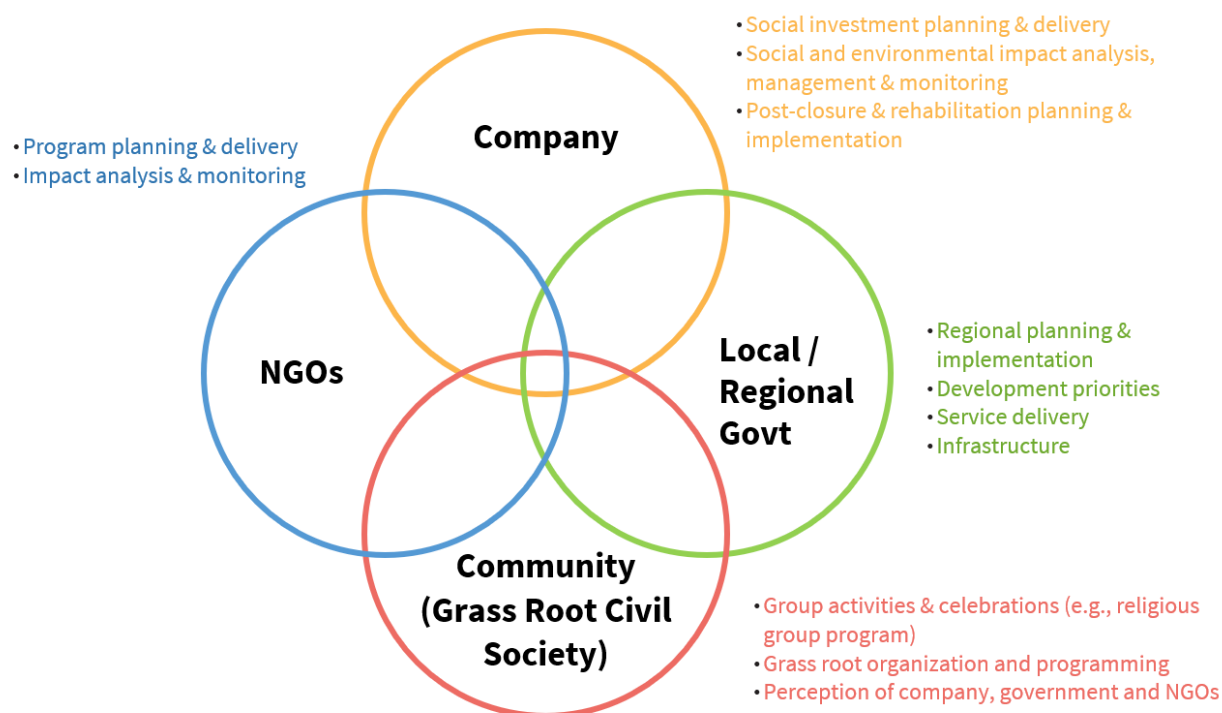 • Social investment planning & delivery
• Social and environmental impact analysis,
management & monitoring
• Post-closure & rehabilitation planning &
implementation
Company
• Program planning & delivery
• Impact analysis & monitoring
NGOs
Local /
Regional
Govt
• Regional planning &
implementation
• Development priorities
• Service delivery
• Infrastructure
Community
(Grass Root Civil
Society)
• Group activities & celebrations (e.g., religious
group program)
• Grass root organization and programming
• Perception of company, government and NGOs